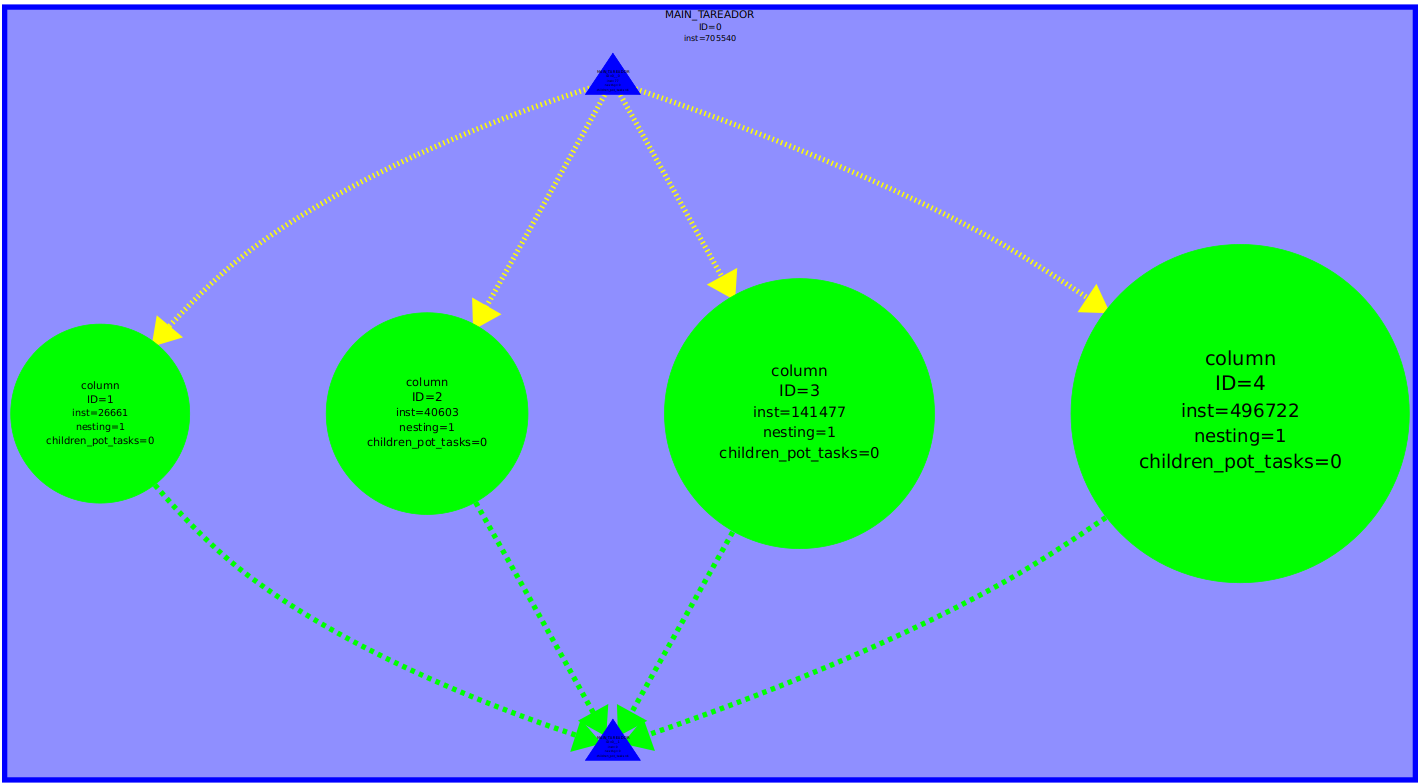 MAIN_TAREADOR
ID=0
inst=705540
column
ID=1
inst=26661
nesting=1
children_pot_tasks=0
column
ID=2
inst=40603
nesting=1
children_pot_tasks=0
column
ID=3
inst=141477
nesting=1
children_pot_tasks=0
column
ID=4
inst=496722
nesting=1
children_pot_tasks=0